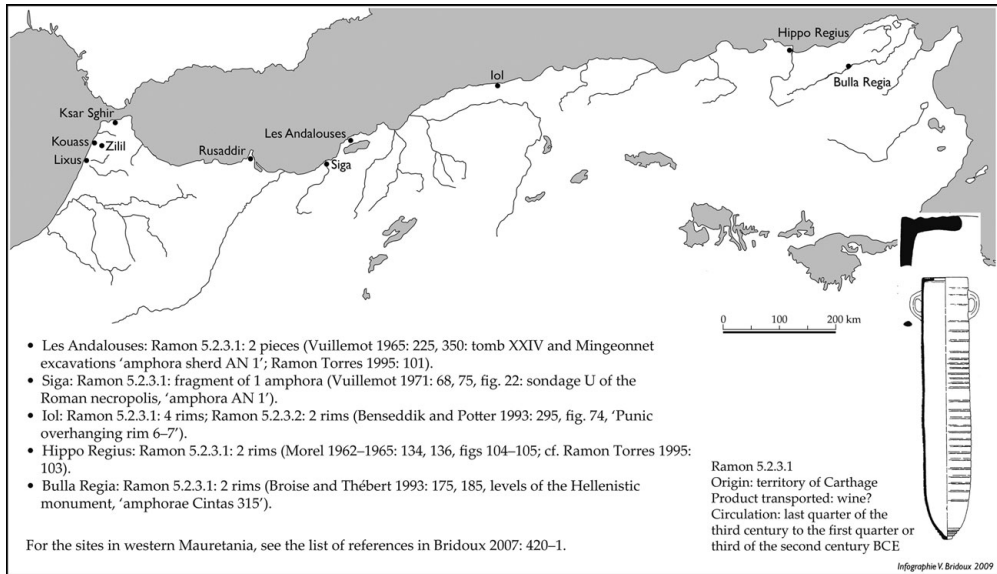 Hippo Regius
Bulla Regia
Iol
Ksar Sghir
Kouass
Zilil
Lixus
Les Andalouses
Rusaddir
Siga
0 100 200 km
• Les Andalouses: Ramon 5.2.3.1: 2 pieces (Vuillemot 1965: 225, 350: tomb XXIV and Mingeonnet
excavations ‘amphora sherd AN 1’; Ramon Torres 1995: 101).
• Siga: Ramon 5.2.3.1: fragment of 1 amphora (Vuillemot 1971: 68, 75, fig. 22: sondage U of the
Roman necropolis, ‘amphora AN 1’).
• Iol: Ramon 5.2.3.1: 4 rims; Ramon 5.2.3.2: 2 rims (Benseddik and Potter 1993: 295, fig. 74, ‘Punic
overhanging rim 6–7’).
• Hippo Regius: Ramon 5.2.3.1: 2 rims (Morel 1962–1965: 134, 136, figs 104–105; cf. Ramon Torres 1995:
103).
• Bulla Regia: Ramon 5.2.3.1: 2 rims (Broise and Thébert 1993: 175, 185, levels of the Hellenistic
monument, ‘amphorae Cintas 315’).
For the sites in western Mauretania, see the list of references in Bridoux 2007: 420–1.
Ramon 5.2.3.1
Origin: territory of Carthage
Product transported: wine?
Circulation: last quarter of the
third century to the first quarter or
third of the second century BCE
Infographie V. Bridoux 2009